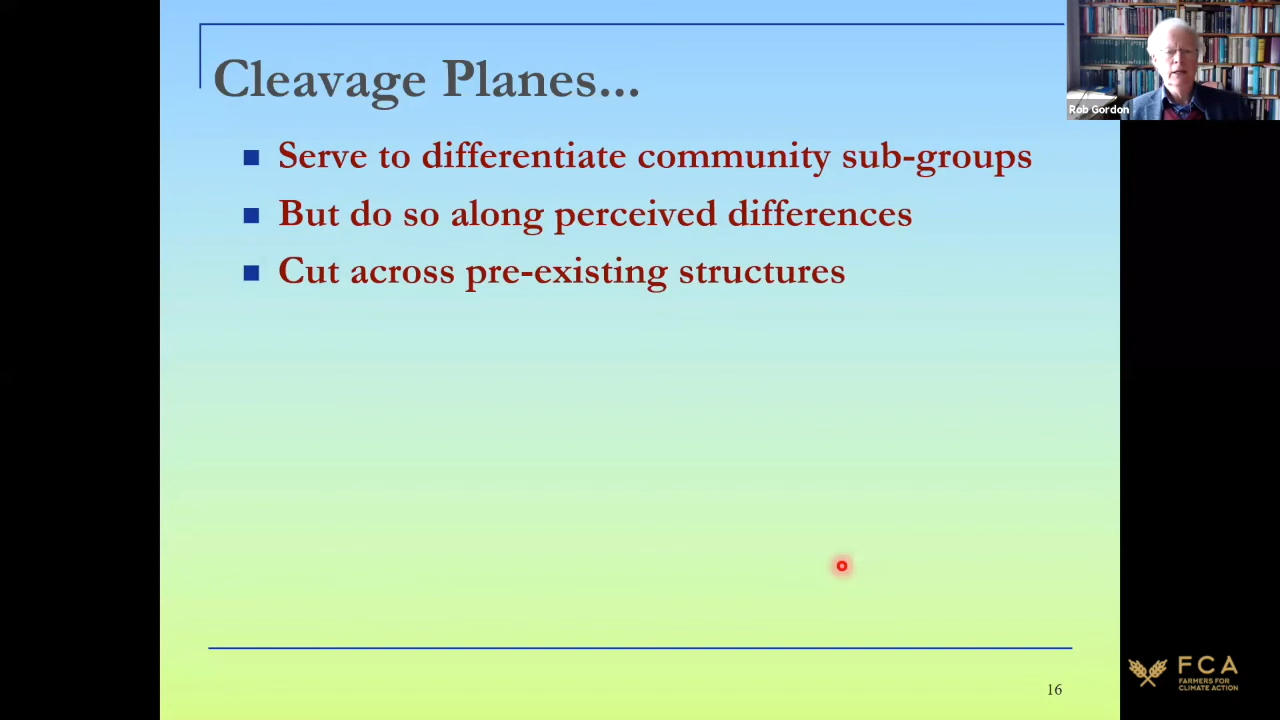 Cleavage Planes...
Serve to differentiate community sub-groups
But do so along perceived differences
Cut across pre-existing structures
Rob Gordon
16
FCA
FARMERS FOR
CLIMATE ACTION